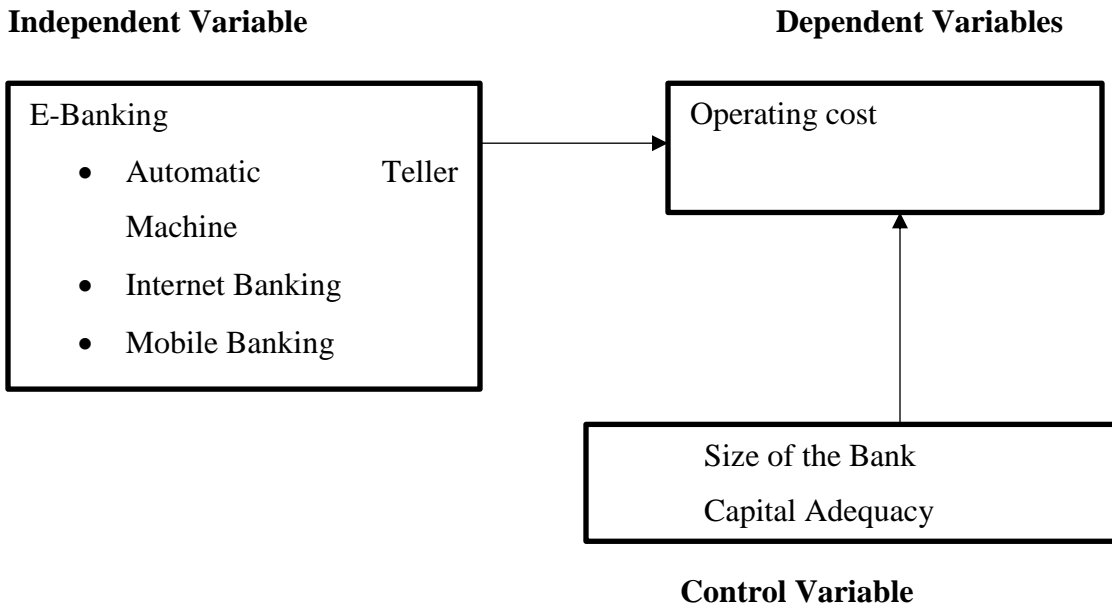 Independent Variable
Dependent Variables
E-Banking
• Automatic Teller
Machine
• Internet Banking
• Mobile Banking
Operating cost
Size of the Bank
Capital Adequacy
Control Variable